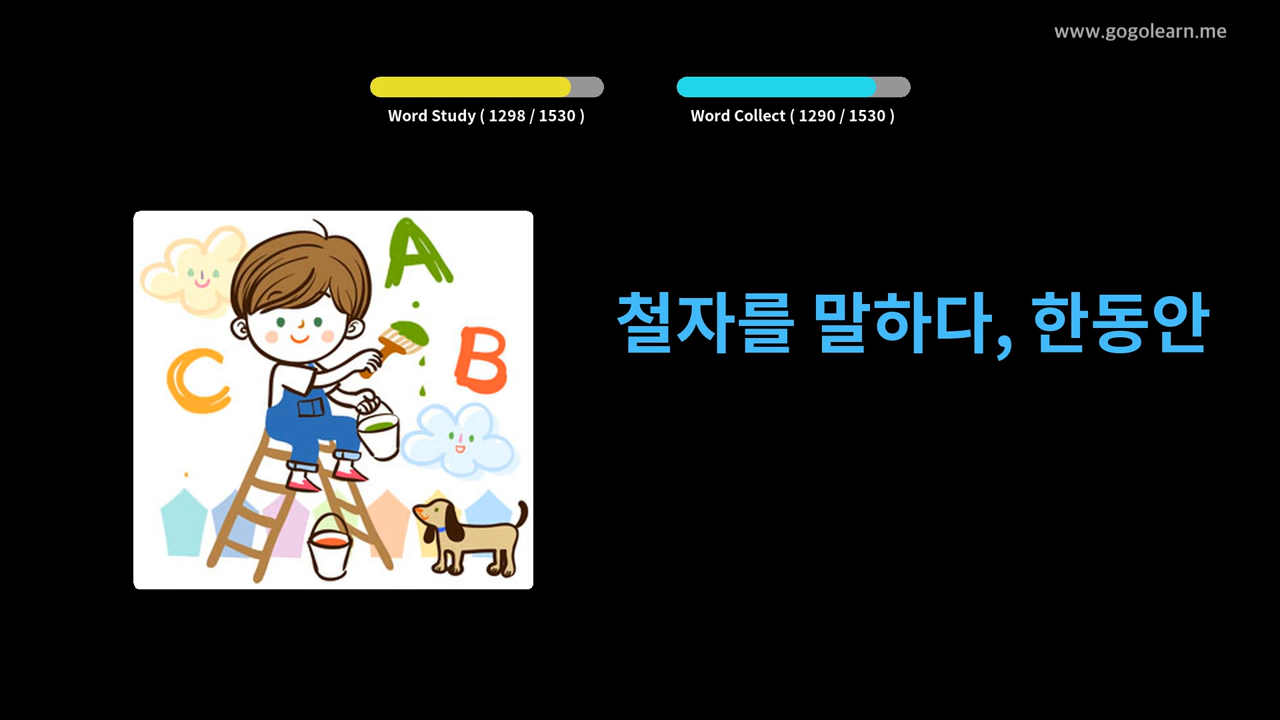 www.gogolearn.me
Word Study ( 1298 / 1530 )
Word Collect ( 1290 / 1530 )
A
B
C
철자를 말하다, 한동안